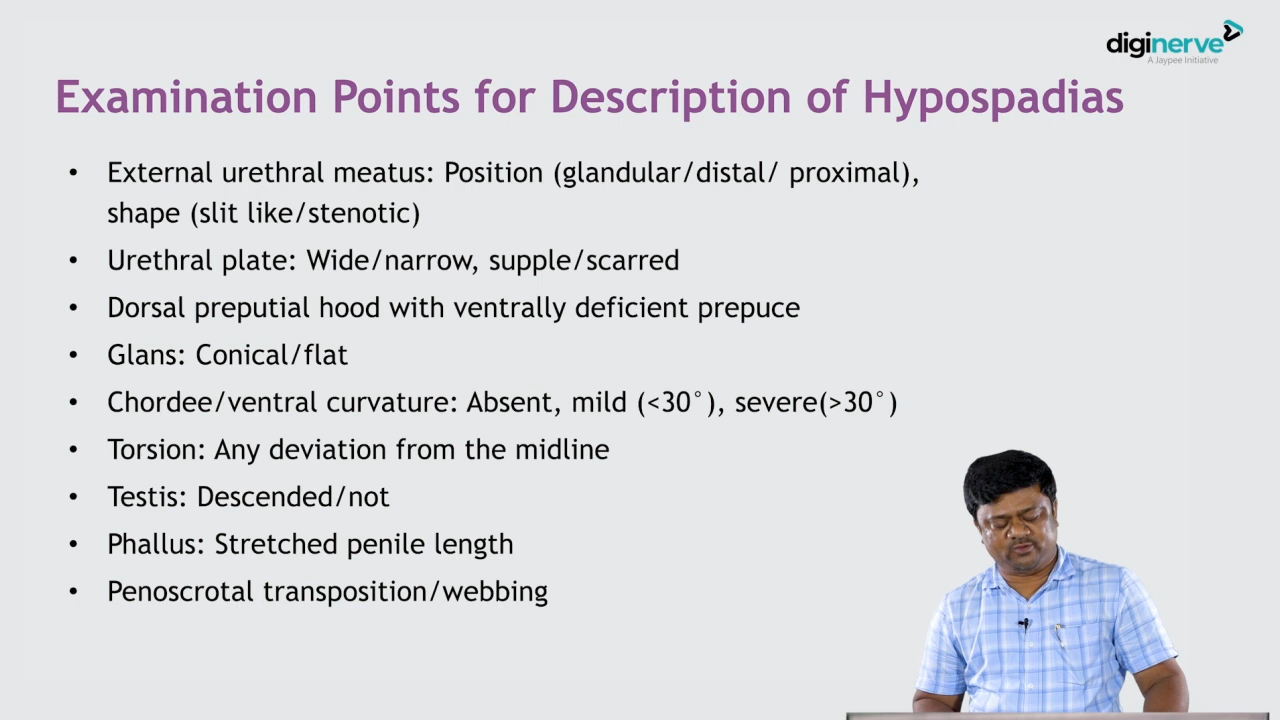 diginerve
A Jaypee Initiative
Examination Points for Description of Hypospadias
• External urethral meatus: Position (glandular/distal/ proximal),
shape (slit like/stenotic)
• Urethral plate: Wide/narrow, supple/scarred
• Dorsal preputial hood with ventrally deficient prepuce
• Glans: Conical/flat
• Chordee/ventral curvature: Absent, mild (<30°), severe(>30°)
• Torsion: Any deviation from the midline
• Testis: Descended/not
• Phallus: Stretched penile length
• Penoscrotal transposition/webbing